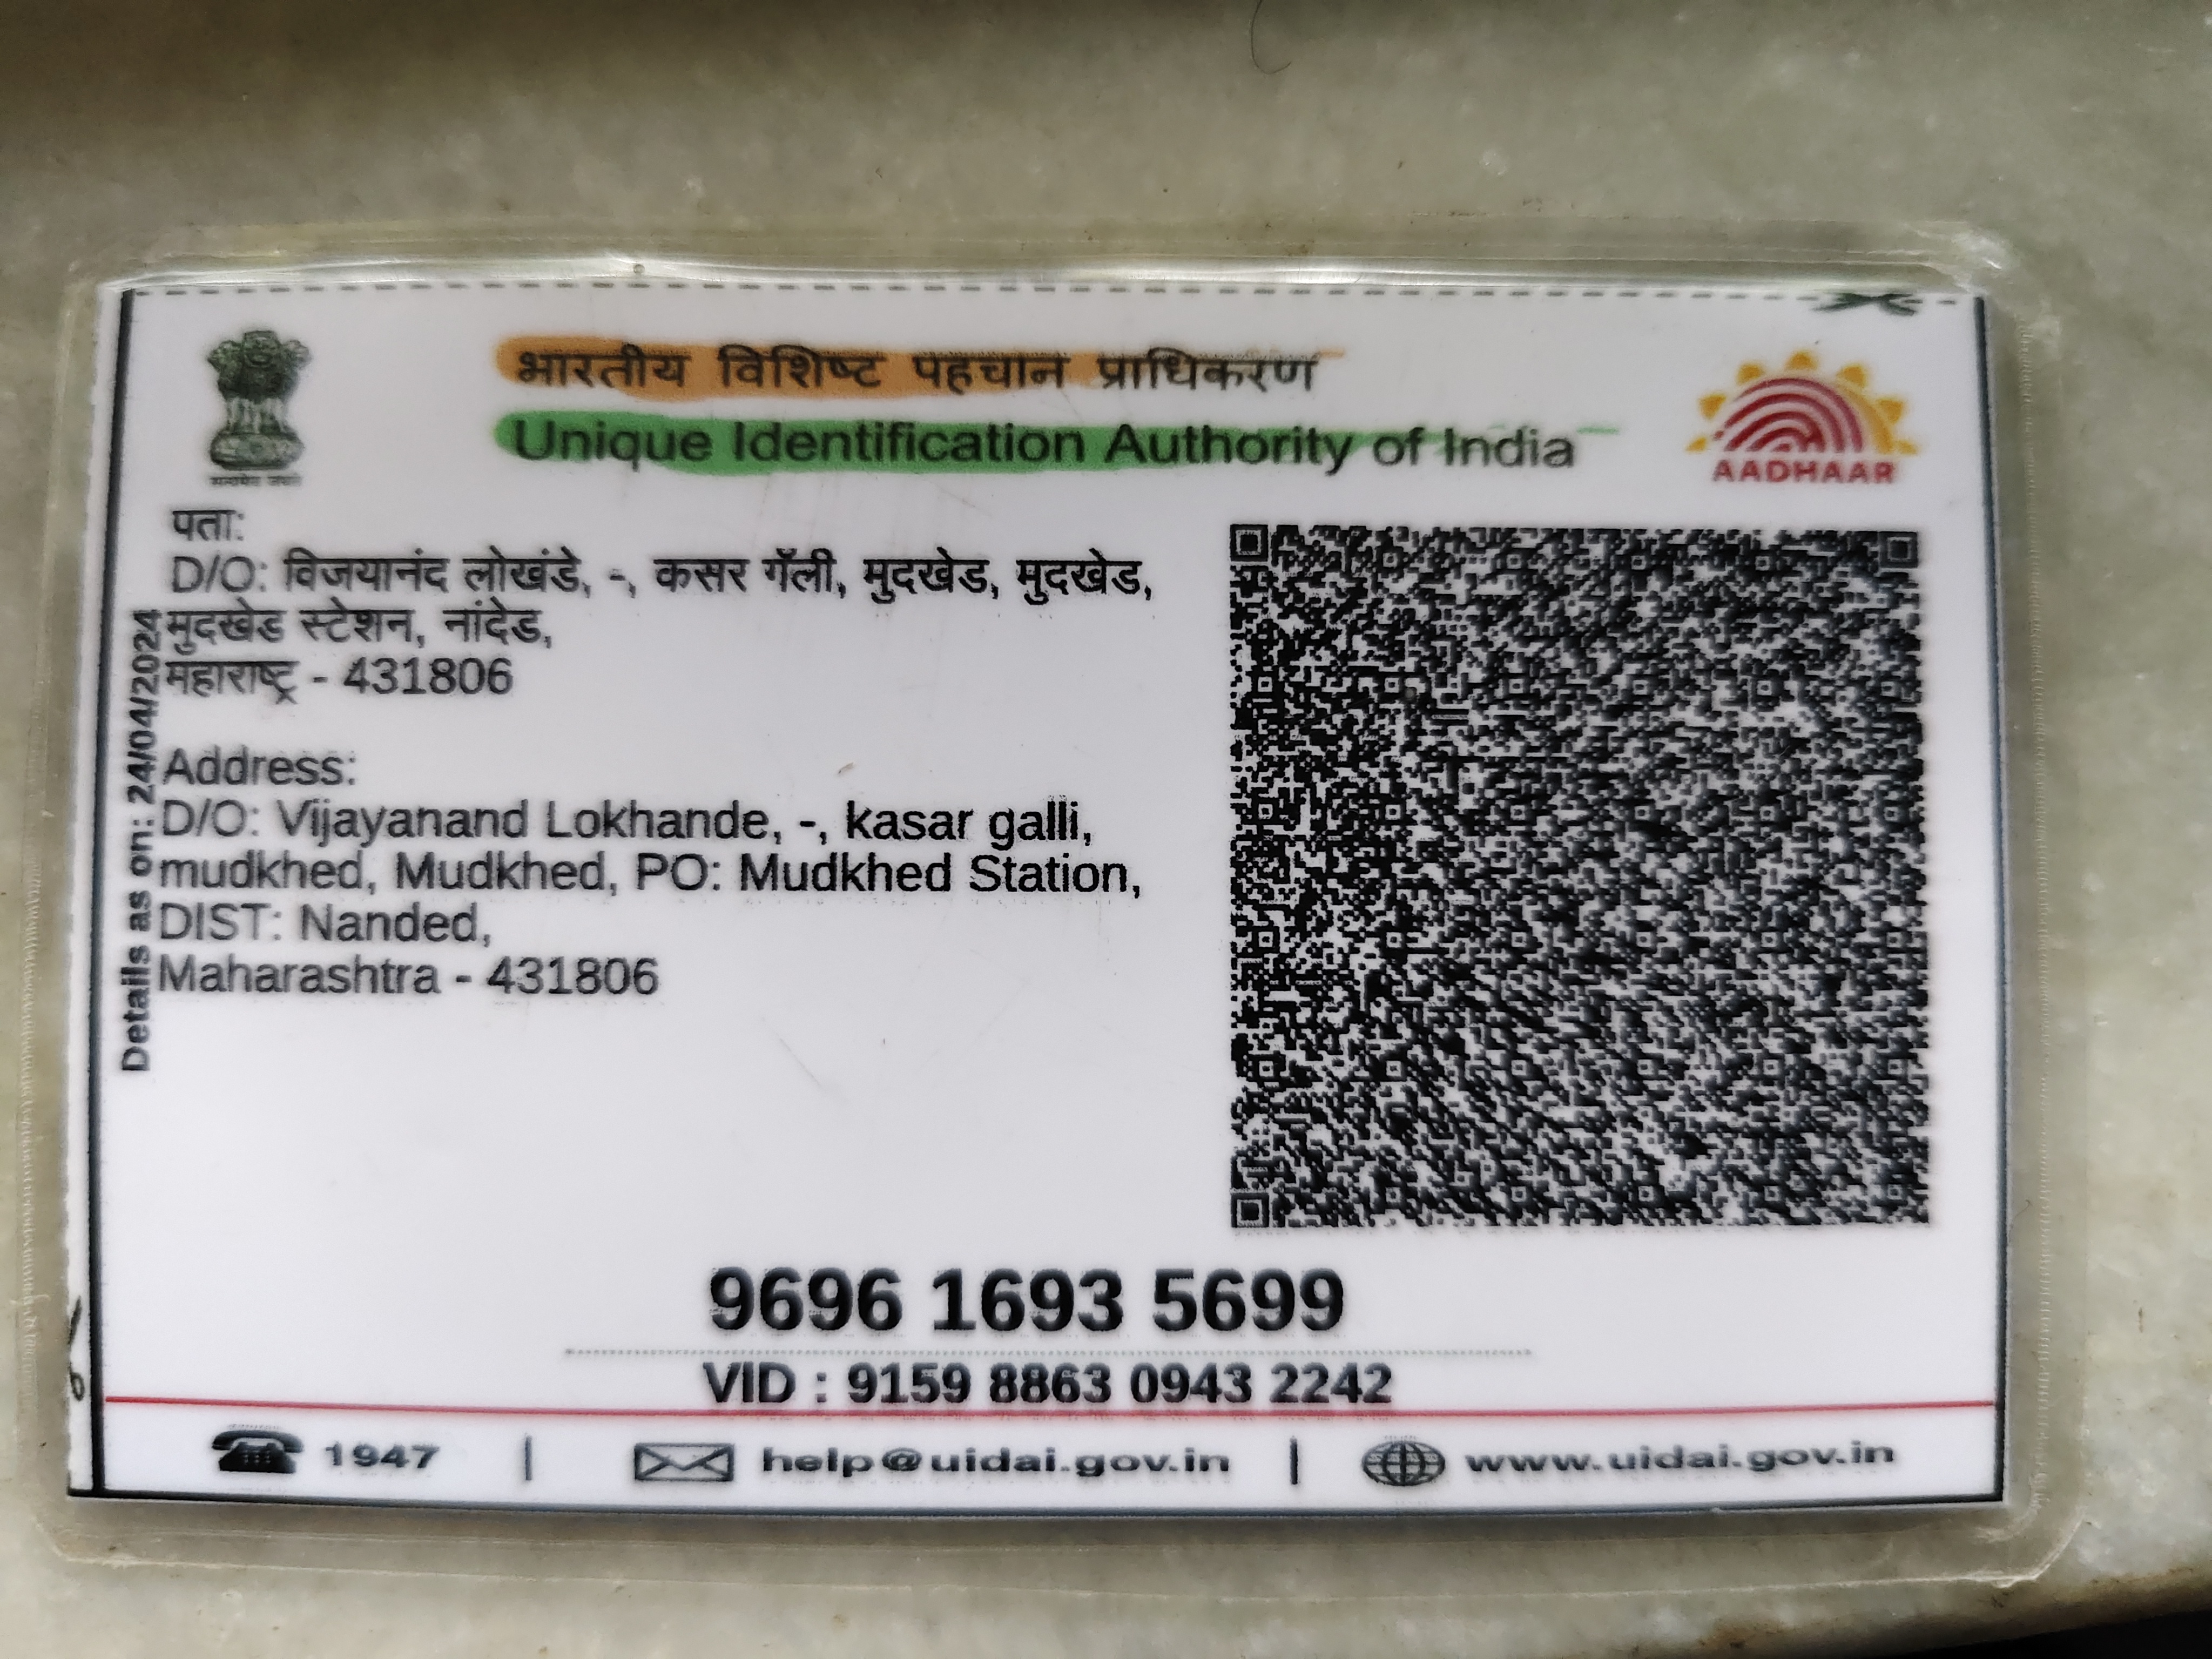 भारतीय विशिष्ट पहचान प्राधिकरण
Unique Identification Authority of India
AADHAAR
पता:
D/O: विजयानंद लोखंडे, -, कसर गॅली, मुदखेड, मुदखेड,
मुदखेड स्टेशन, नांदेड,
महाराष्ट्र - 431806
Address:
D/O: Vijayanand Lokhande, -, kasar galli,
mudkhed, Mudkhed, PO: Mudkhed Station,
DIST: Nanded,
Maharashtra - 431806
Details as on: 24/04/2024
9696 1693 5699
VID : 9159 8863 0943 2242
1947 | help@uidai.gov.in | www.uidai.gov.in